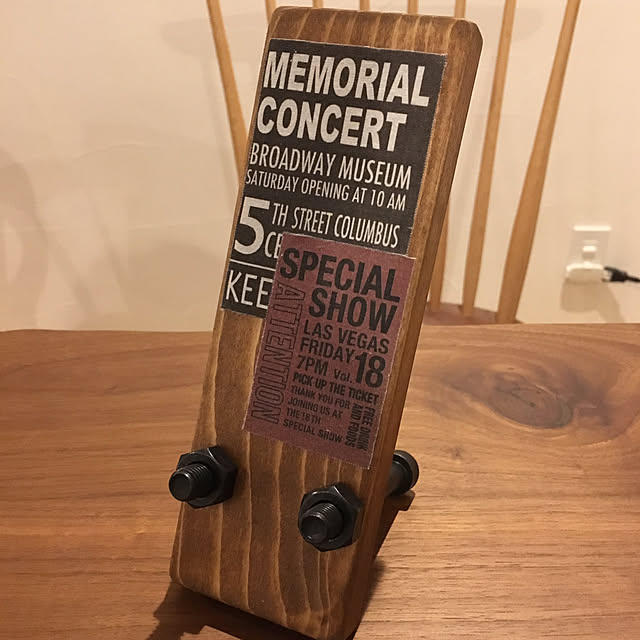 MEMORIAL
CONCERT
BROADWAY MUSEUM
SATURDAY OPENING AT 10 AM
5TH STREET COLUMBUS
CE
KEE
SPECIAL
SHOW
LAS VEGAS
FRIDAY 18
7PM Vol.
PICK UP THE TICKET
THANK YOU FOR
JOINING US AT
THE 18TH
SPECIAL SHOW
FREE DRINK
AND FOODS
ATTENTION